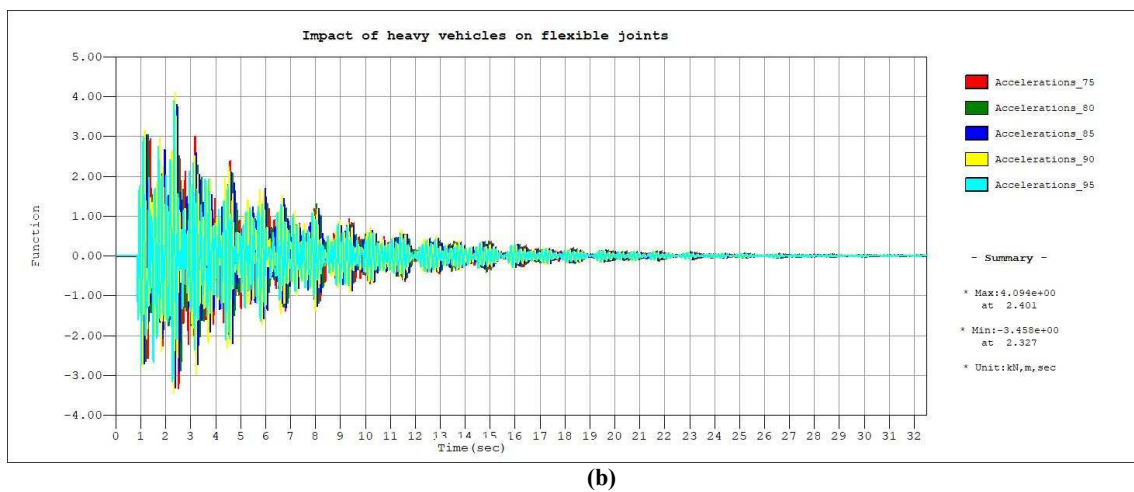 Impact of heavy vehicles on flexible joints
5.00
4.00
3.00
2.00
1.00
0.00
-1.00
-2.00
-3.00
-4.00
Function
0 1 2 3 4 5 6 7 8 9 10 11 12 13 14 15 16 17 18 19 20 21 22 23 24 25 26 27 28 29 30 31 32
Time(sec)
Accelerations_75
Accelerations_80
Accelerations_85
Accelerations_90
Accelerations_95
- Summary -
* Max:4.094e+00
at 2.401
* Min:-3.458e+00
at 2.327
* Unit:kN,m,sec
(b)